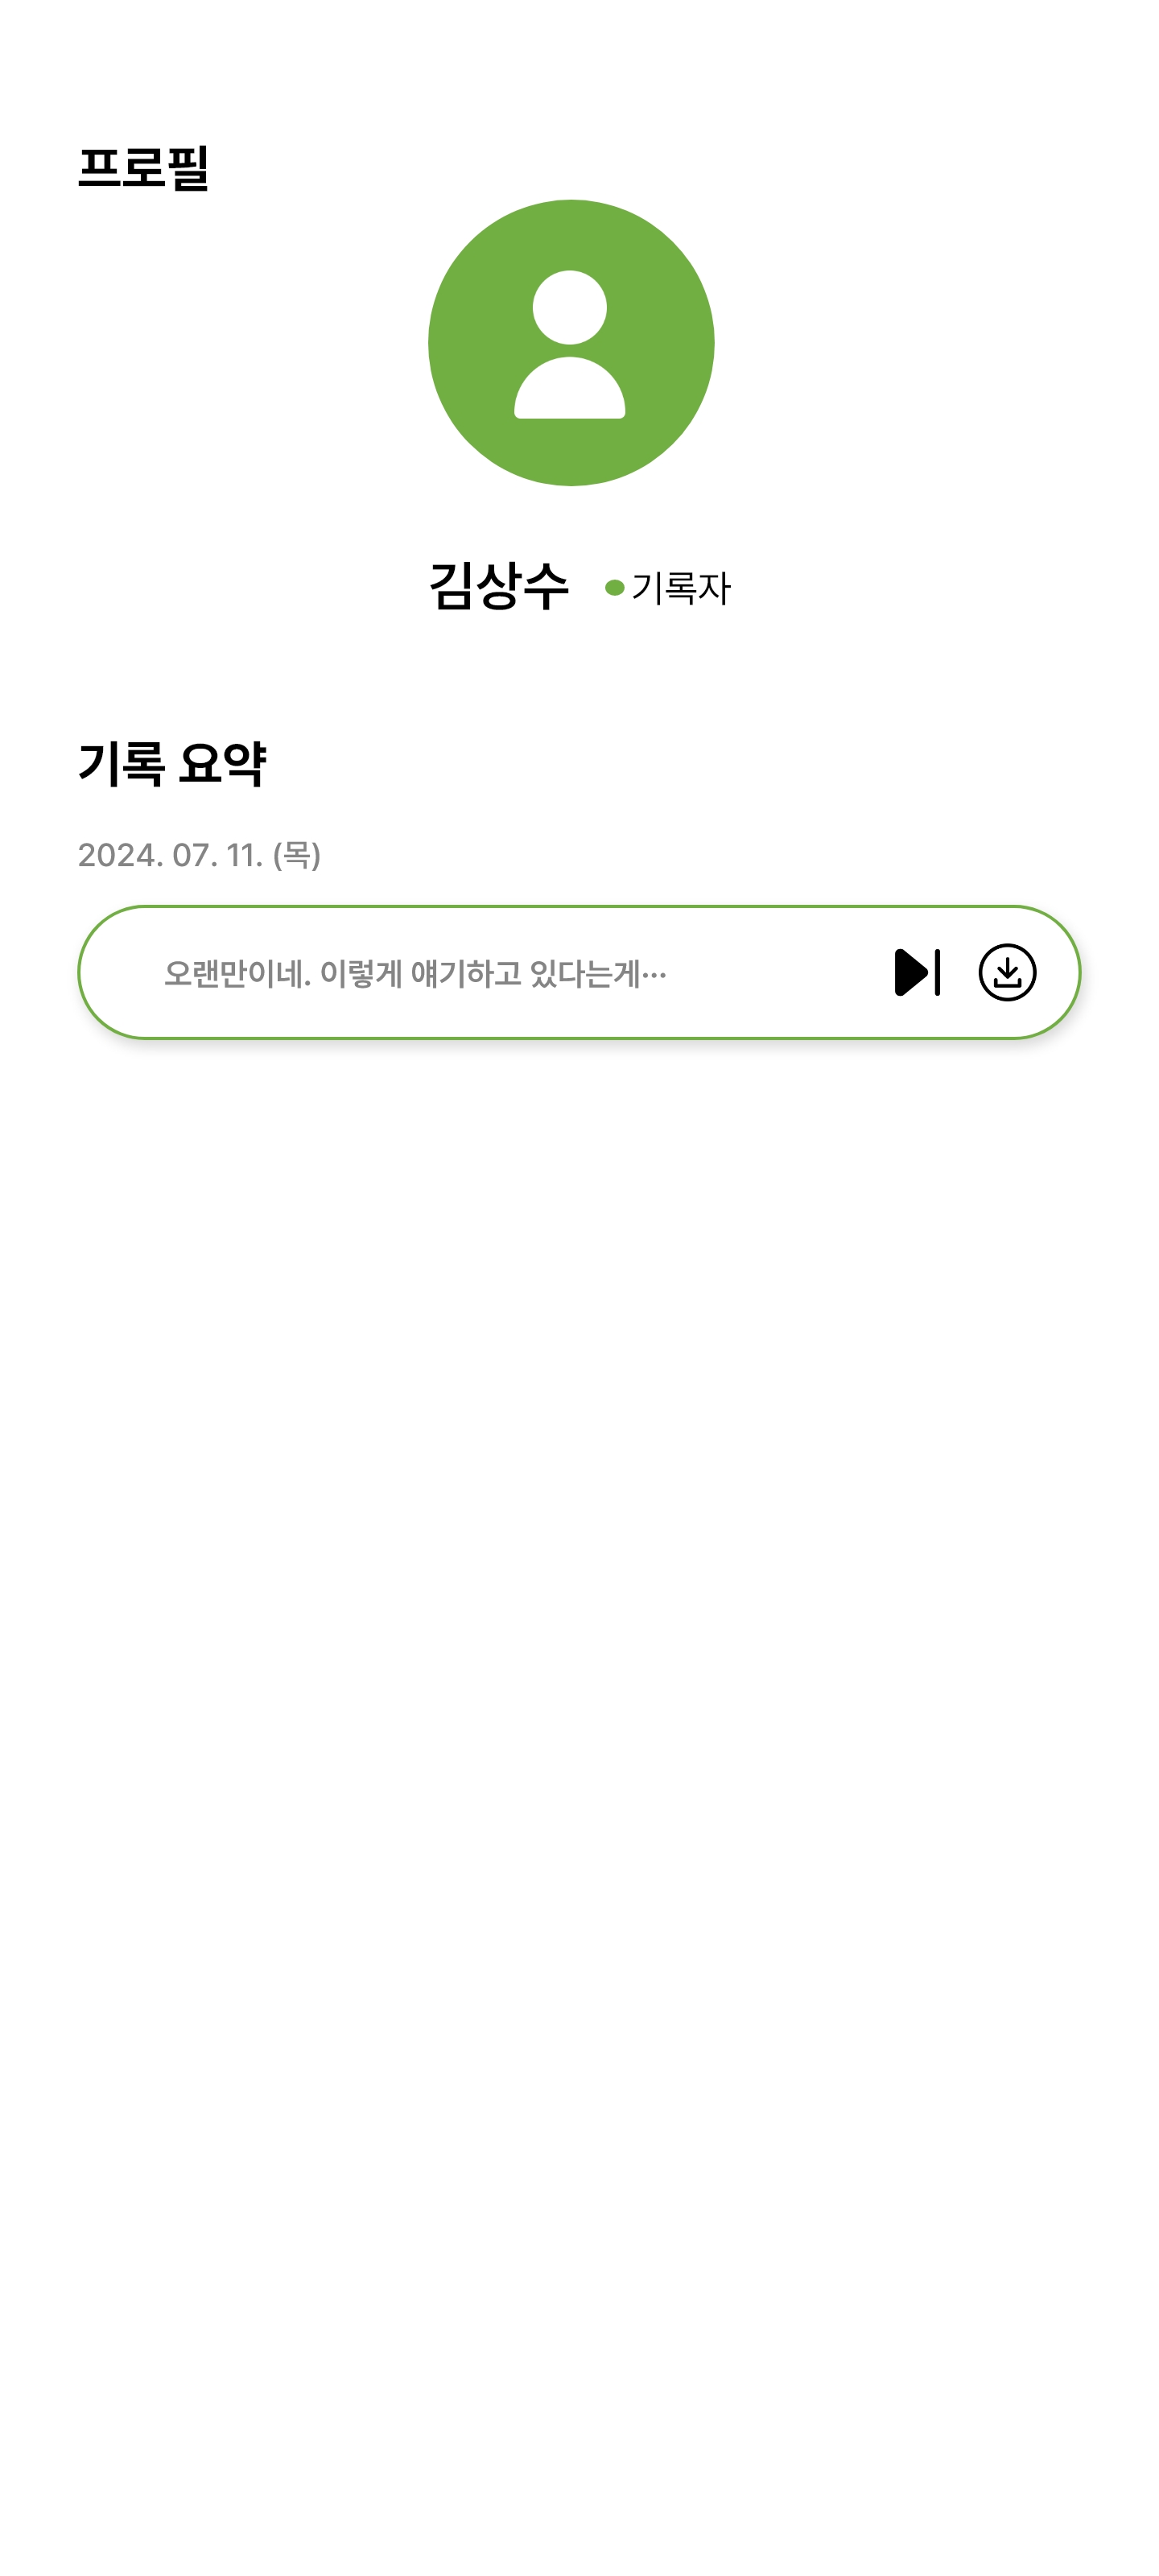 프로필
김상수 기록자
기록 요약
2024. 07. 11. (목)
오랜만이네. 이렇게 얘기하고 있다는게…